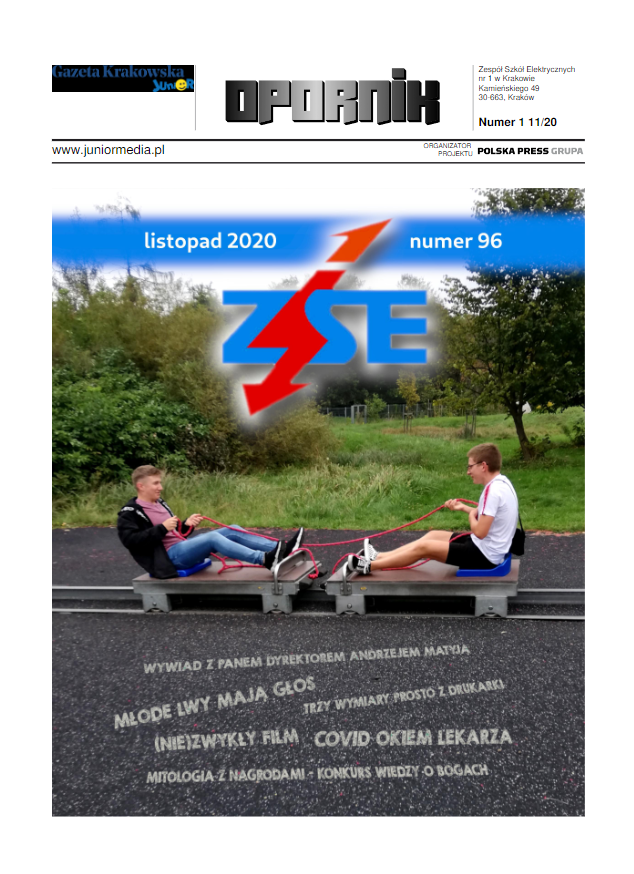 Gazeta Krakowska
JUNIOR
OPORNIK
Zespół Szkół Elektrycznych
nr 1 w Krakowie
Kamieńskiego 49
30-663, Kraków
Numer 1 11/20
www.juniormedia.pl
ORGANIZATOR
PROJEKTU
POLSKA PRESS GRUPA
listopad 2020
numer 96
ZSE
WYWIAD Z PANEM DYREKTOREM ANDRZEJEM MATYJĄ
MŁODE LWY MAJĄ GŁOS
TRZY WYMIARY PROSTO Z DRUKARKI
(NIE)ZWYKŁY FILM
COVID OKIEM LEKARZA
MITOLOGIA Z NAGRODAMI - KONKURS WIEDZY O BOGACH